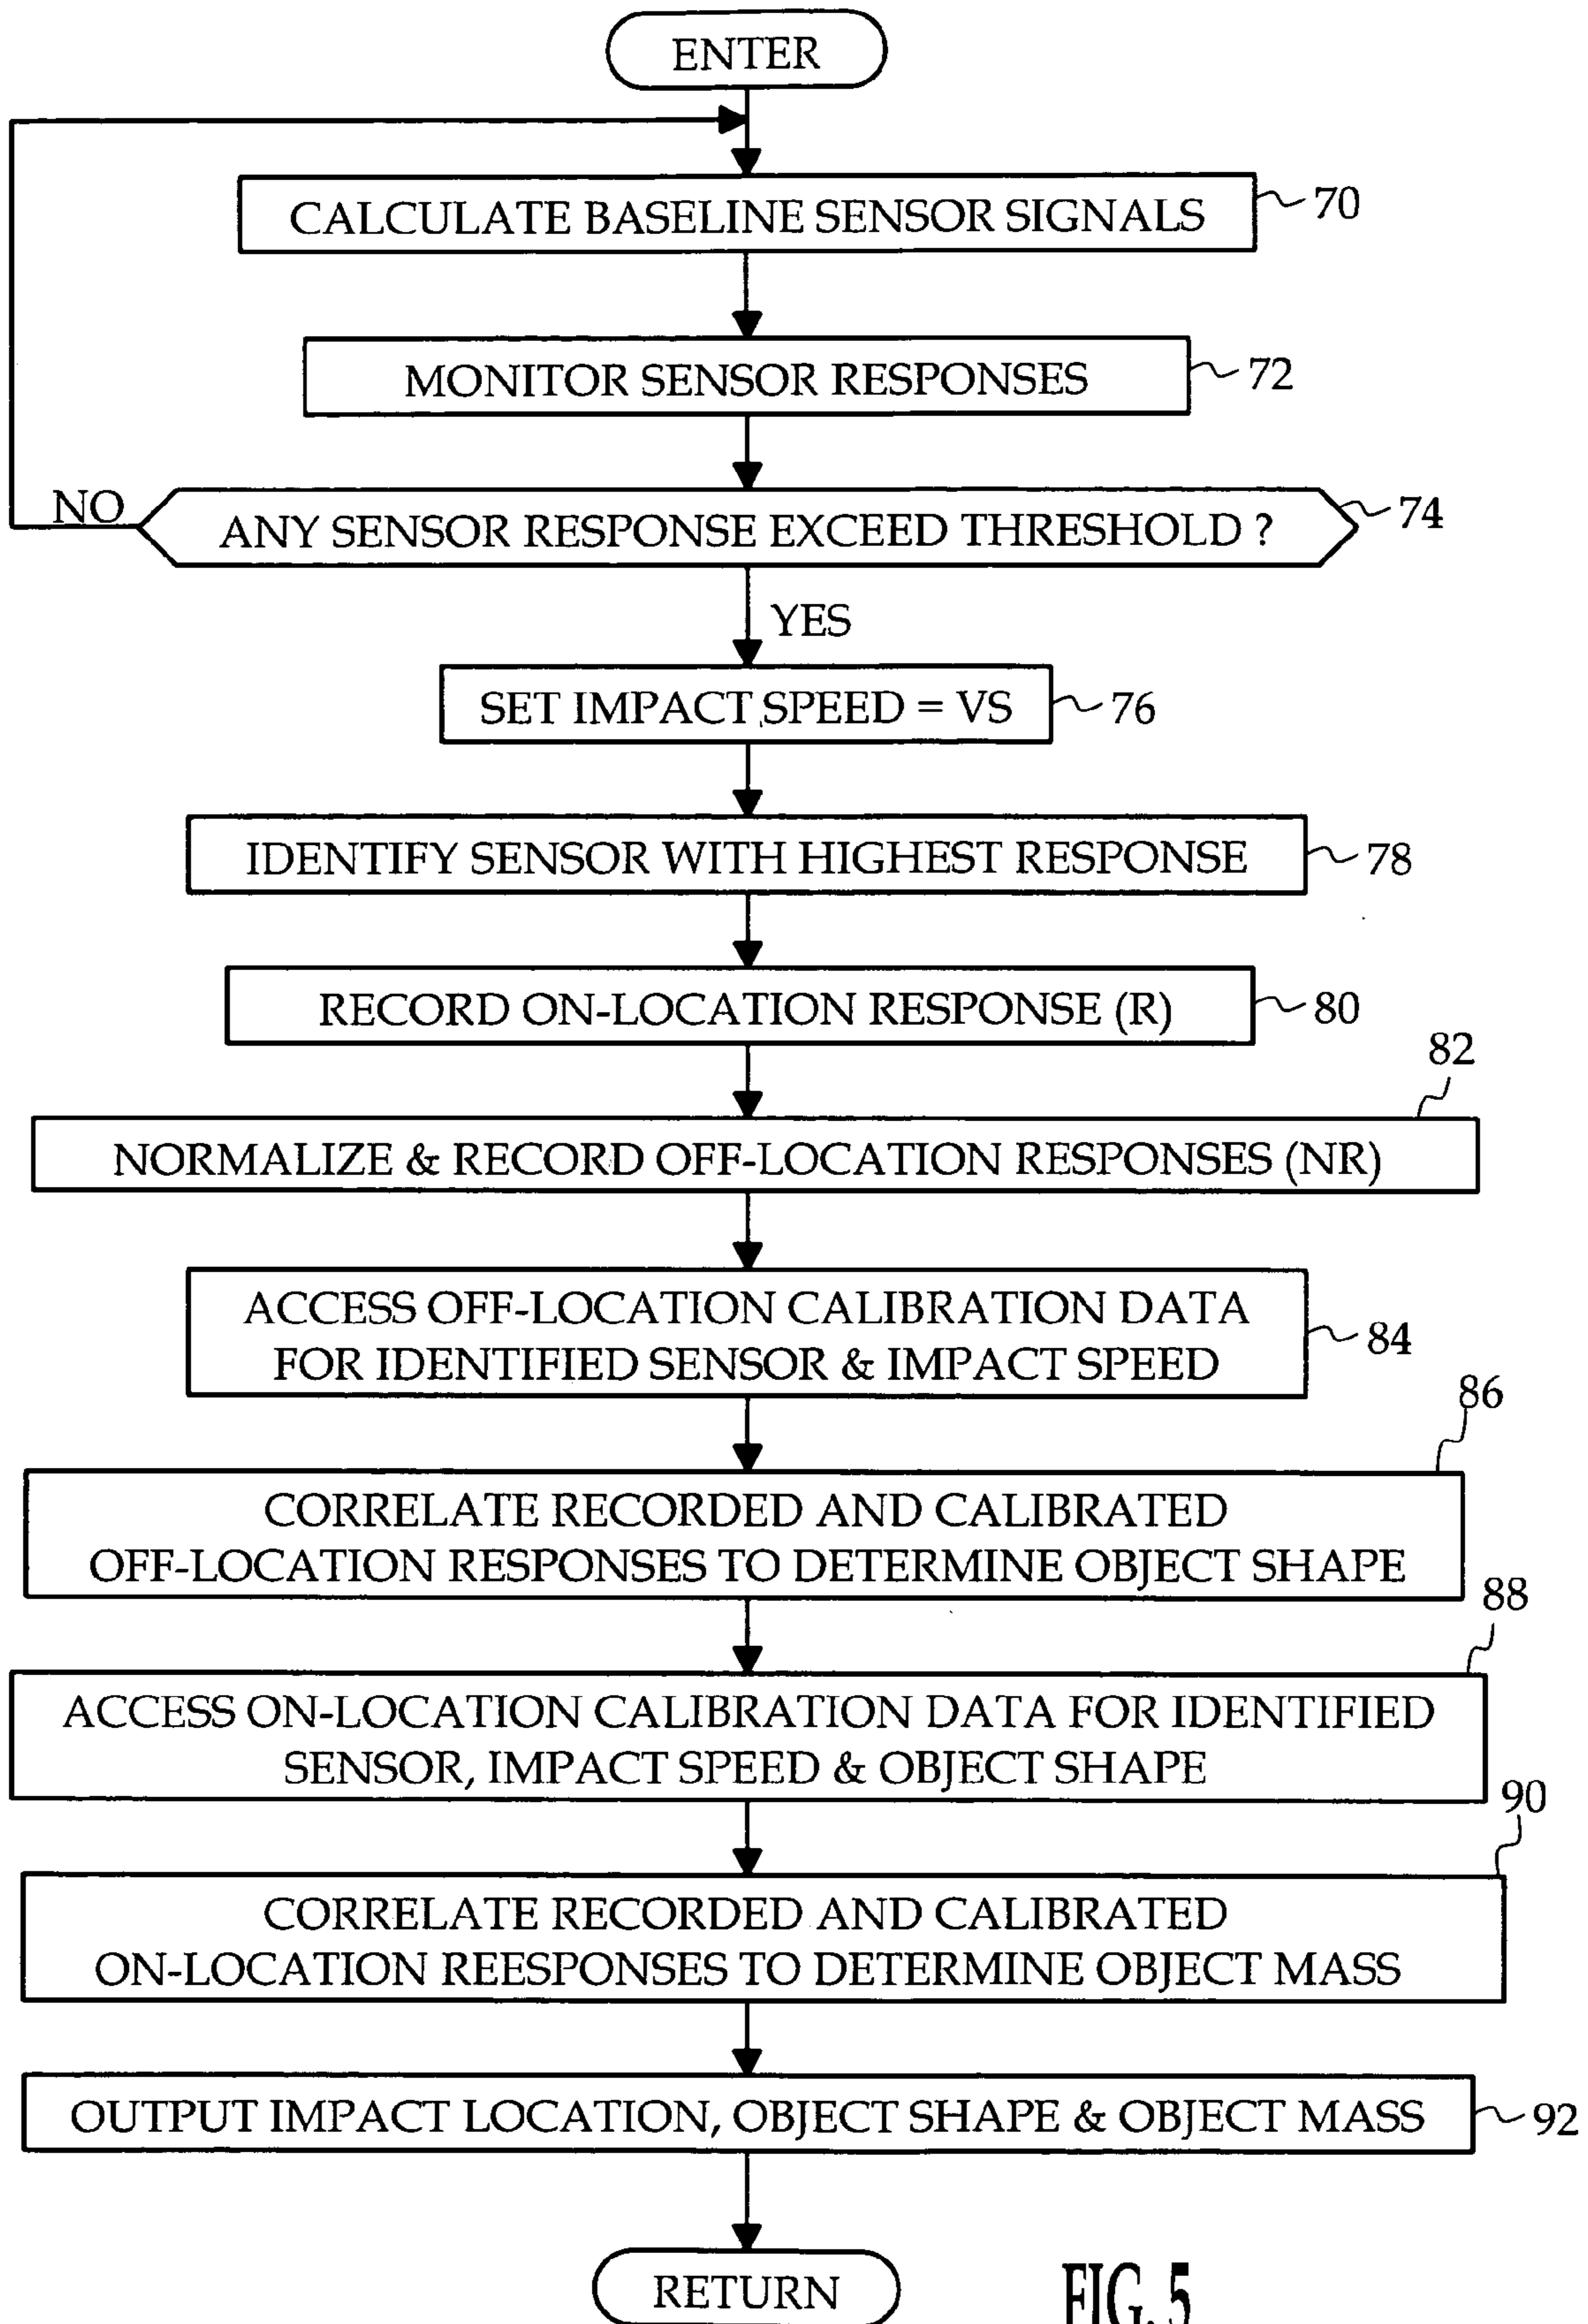 ENTER
CALCULATE BASELINE SENSOR SIGNALS
70
MONITOR SENSOR RESPONSES
72
NO
ANY SENSOR RESPONSE EXCEED THRESHOLD ?
74
YES
SET IMPACT SPEED = VS
76
IDENTIFY SENSOR WITH HIGHEST RESPONSE
78
RECORD ON-LOCATION RESPONSE (R)
80
82
NORMALIZE & RECORD OFF-LOCATION RESPONSES (NR)
ACCESS OFF-LOCATION CALIBRATION DATA
FOR IDENTIFIED SENSOR & IMPACT SPEED
84
86
CORRELATE RECORDED AND CALIBRATED
OFF-LOCATION RESPONSES TO DETERMINE OBJECT SHAPE
88
ACCESS ON-LOCATION CALIBRATION DATA FOR IDENTIFIED
SENSOR, IMPACT SPEED & OBJECT SHAPE
90
CORRELATE RECORDED AND CALIBRATED
ON-LOCATION REESPONSES TO DETERMINE OBJECT MASS
OUTPUT IMPACT LOCATION, OBJECT SHAPE & OBJECT MASS
92
RETURN
FIG. 5